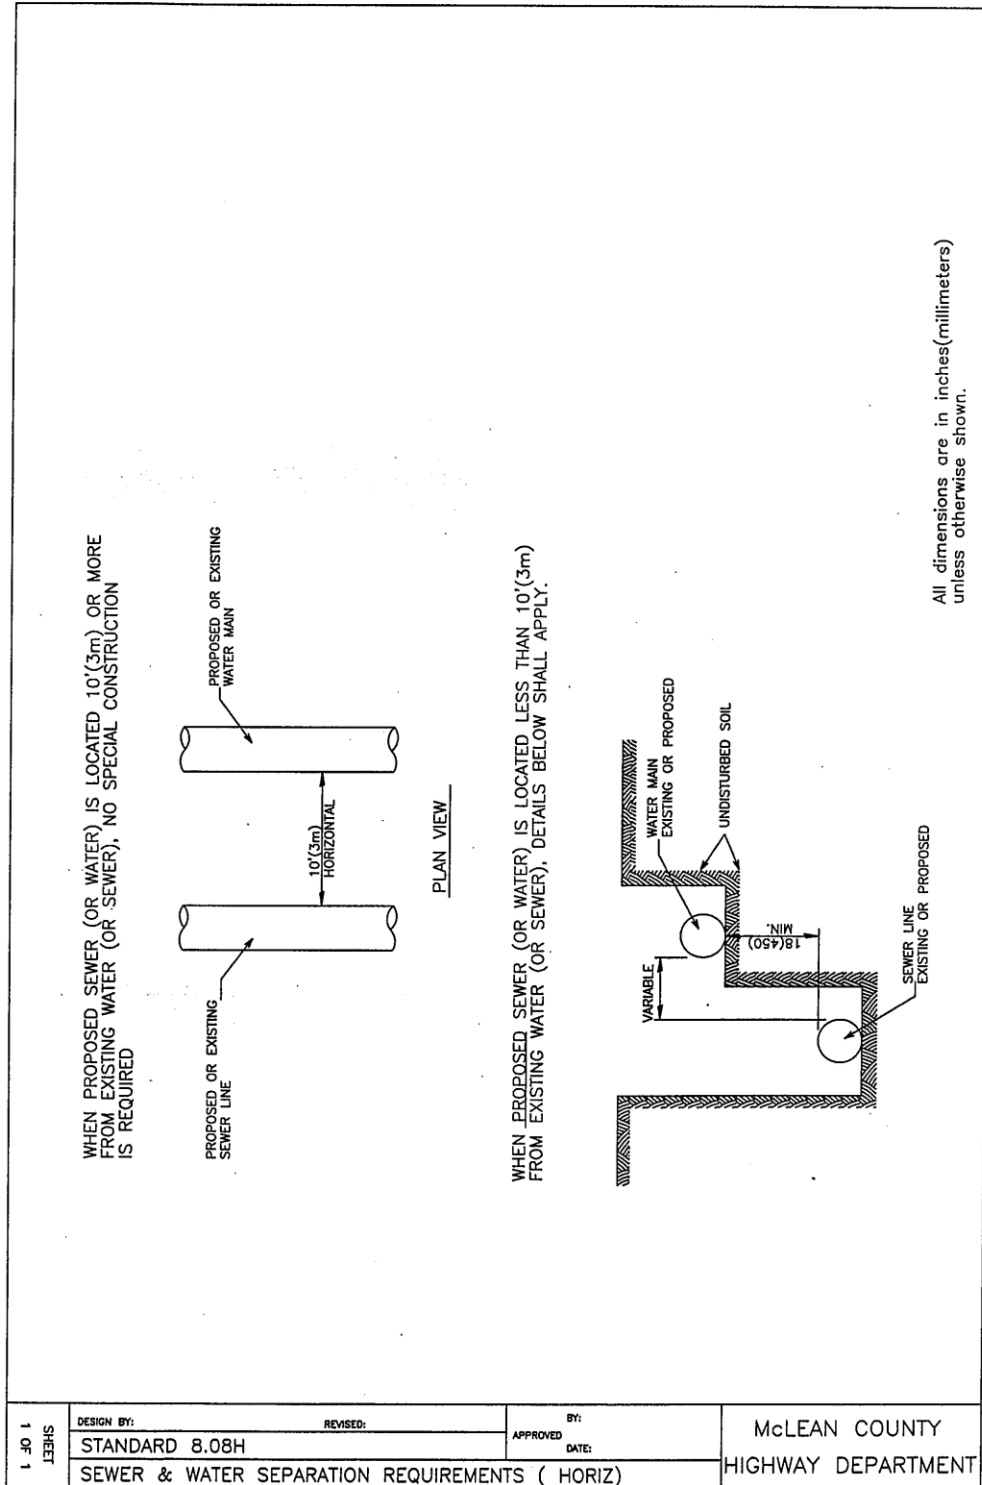 WHEN PROPOSED SEWER (OR WATER) IS LOCATED 10'(3m) OR MORE
FROM EXISTING WATER (OR SEWER), NO SPECIAL CONSTRUCTION
IS REQUIRED
PROPOSED OR EXISTING
SEWER LINE
10'(3m)
HORIZONTAL
PROPOSED OR EXISTING
WATER MAIN
PLAN VIEW
WHEN PROPOSED SEWER (OR WATER) IS LOCATED LESS THAN 10'(3m)
FROM EXISTING WATER (OR SEWER), DETAILS BELOW SHALL APPLY.
VARIABLE
WATER MAIN
EXISTING OR PROPOSED
UNDISTURBED SOIL
18(450)
MIN.
SEWER LINE
EXISTING OR PROPOSED
All dimensions are in inches(millimeters)
unless otherwise shown.
SHEET
1 OF 1
DESIGN BY: REVISED:
STANDARD 8.08H
SEWER & WATER SEPARATION REQUIREMENTS ( HORIZ)
BY:
APPROVED
DATE:
McLEAN COUNTY
HIGHWAY DEPARTMENT